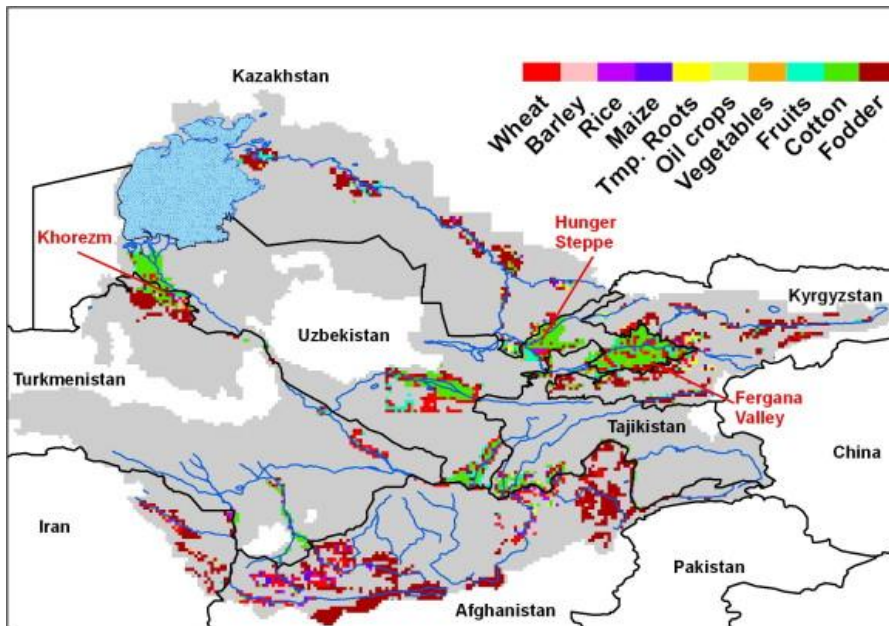 Kazakhstan
Wheat
Barley
Rice
Maize
Tmp. Roots
Oil crops
Vegetables
Fruits
Cotton
Fodder
Khorezm
Hunger
Steppe
Kyrgyzstan
Uzbekistan
Turkmenistan
Fergana
Valley
Tajikistan
China
Iran
Pakistan
Afghanistan